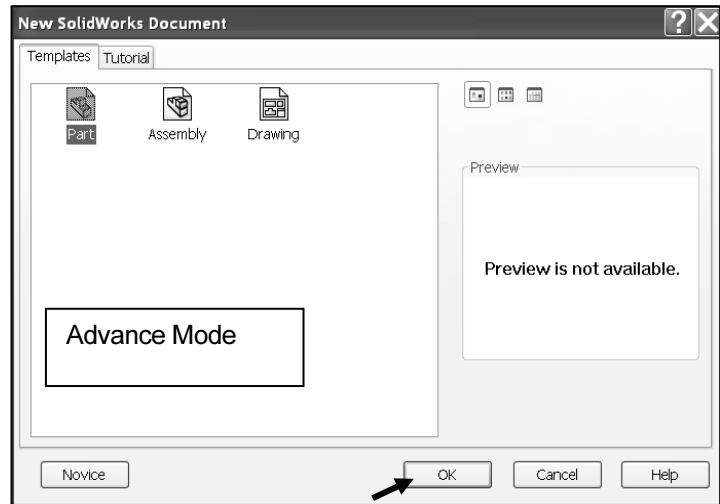 New SolidWorks Document
Templates Tutorial
Part Assembly Drawing
Preview
Preview is not available.
Advance Mode
Novice OK Cancel Help